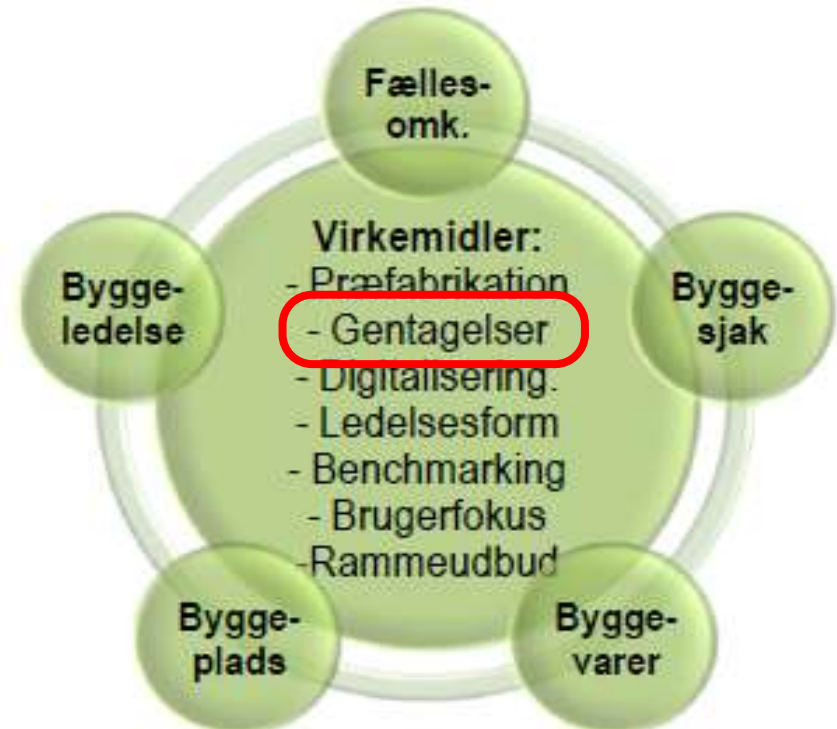 Fælles-
omk.
Virkemidler:
- Præfabrikation
- Gentagelser
- Digitalisering.
- Ledelsesform
- Benchmarking
- Brugerfokus
-Rammeudbud
Bygge-
ledelse
Bygge-
sjak
Bygge-
plads
Bygge-
varer